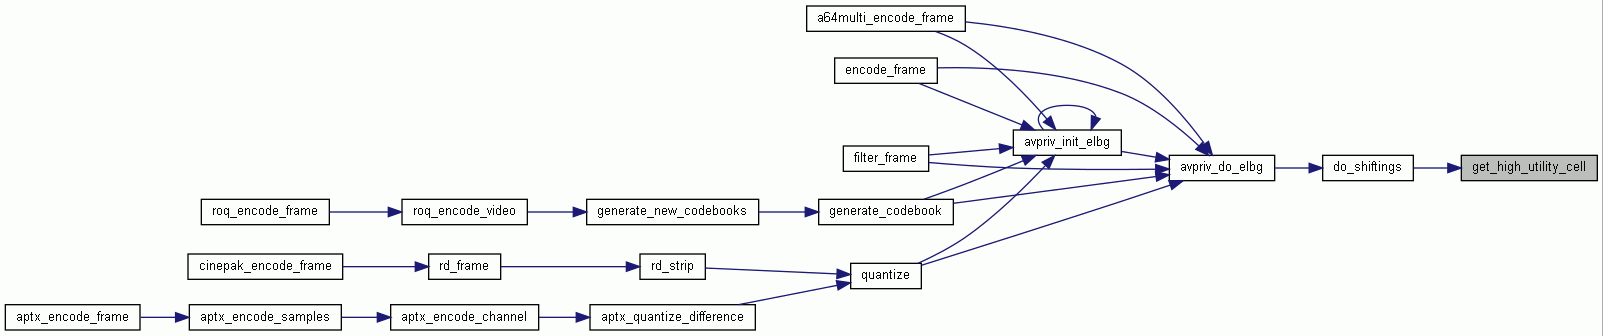 a64multi_encode_frame
encode_frame
avpriv_init_elbg
filter_frame
avpriv_do_elbg
do_shiftings
get_high_utility_cell
roq_encode_frame
roq_encode_video
generate_new_codebooks
generate_codebook
cinepak_encode_frame
rd_frame
rd_strip
quantize
aptx_encode_frame
aptx_encode_samples
aptx_encode_channel
aptx_quantize_difference